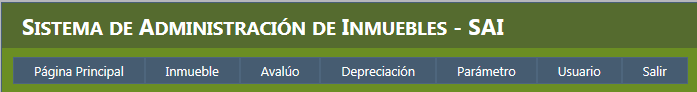 Sistema de Administración de Inmuebles - SAI
Página Principal Inmueble Avalúo Depreciación Parámetro Usuario Salir